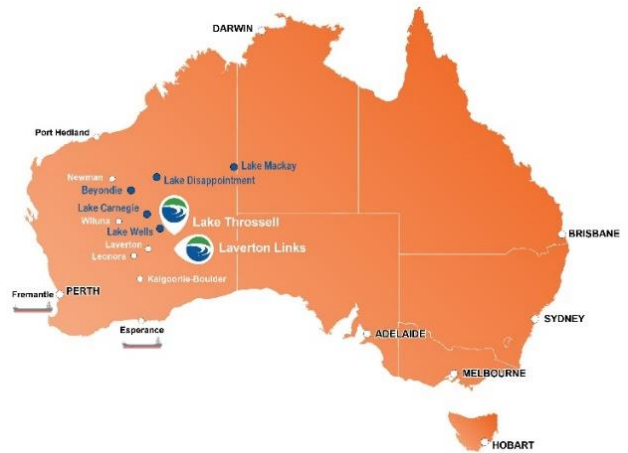 DARWIN
Port Hedland
Lake Mackay
Newman
Lake Disappointment
Beyondie
Lake Carnegie
Wiluna
Lake Throssell
Lake Wells
BRISBANE
Laverton
Laverton Links
Leonora
Kalgoorlie-Boulder
Fremantle
PERTH
Esperance
SYDNEY
ADELAIDE
MELBOURNE
HOBART